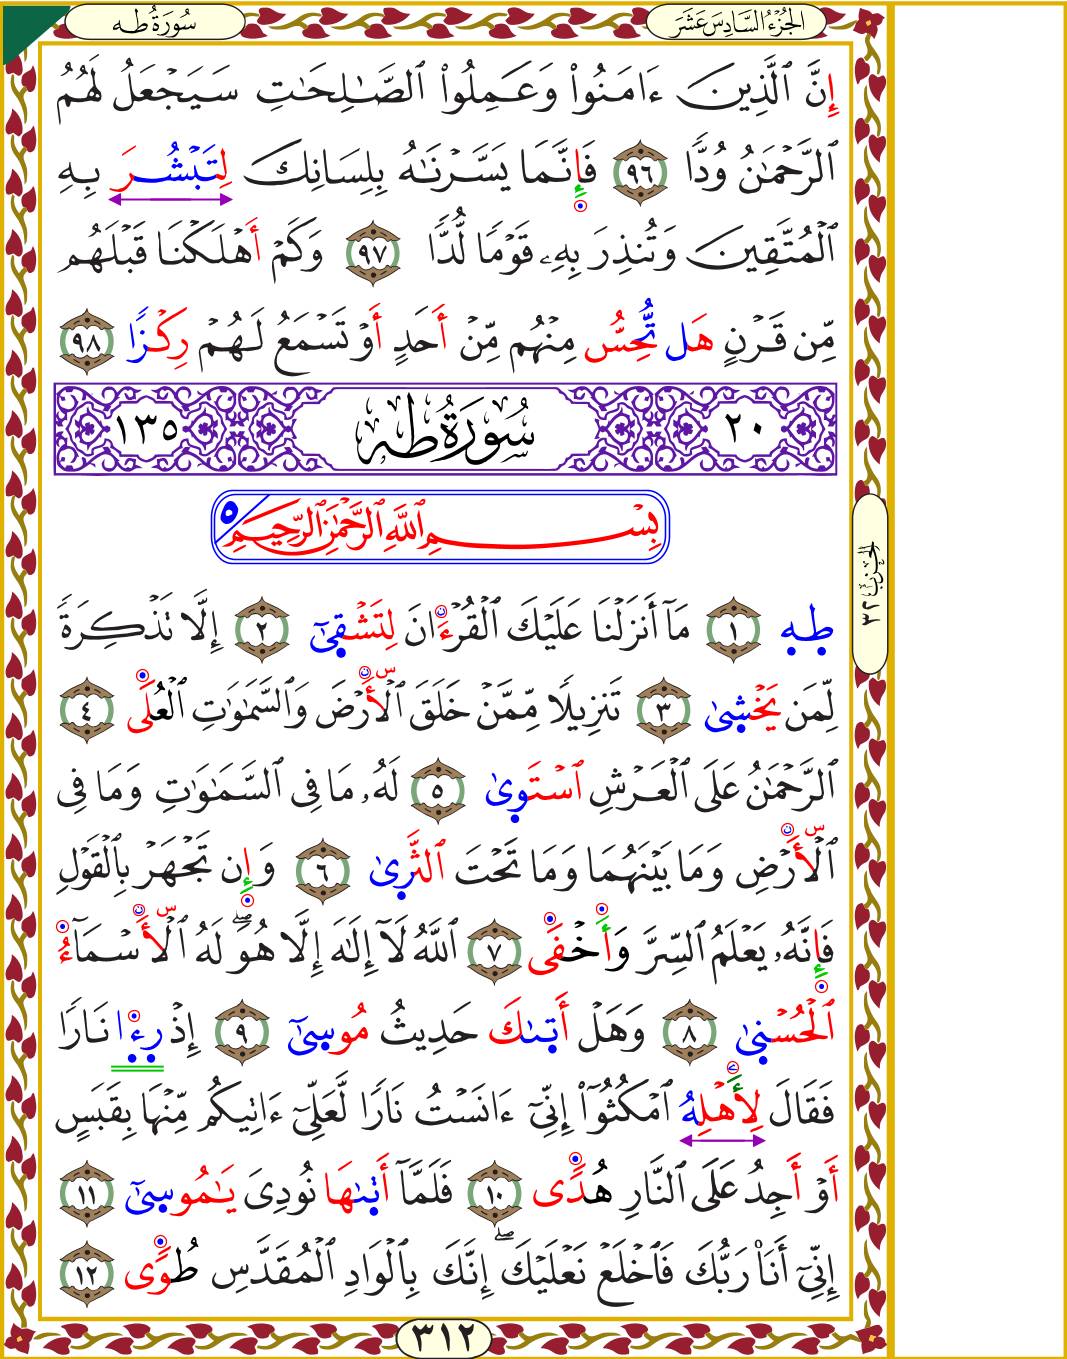 الجُزْءُ السَّادِسَ عَشَرَ
سُورَةُ طه
إِنَّ ٱلَّذِينَ ءَامَنُوا۟ وَعَمِلُوا۟ ٱلصَّٰلِحَٰتِ سَيَجْعَلُ لَهُمُ
ٱلرَّحْمَٰنُ وُدًّا ٩٦ فَإِنَّمَا يَسَّرْنَٰهُ بِلِسَانِكَ لِتَبْشُرَ بِهِ
ٱلْمُتَّقِينَ وَتُنذِرَ بِهِۦ قَوْمًا لُّدًّا ٩٧ وَكَمْ أَهْلَكْنَا قَبْلَهُم
مِّن قَرْنٍ هَل تُّحِسُّ مِنْهُم مِّنْ أَحَدٍ أَوْ تَسْمَعُ لَهُمْ رِكْزًا ٩٨
٢٠
سُورَةُ طه
١٣٥
بِسْمِ ٱللَّهِ ٱلرَّحْمَٰنِ ٱلرَّحِيمِ
٥
طه ١ مَآ أَنزَلْنَا عَلَيْكَ ٱلْقُرْءَانَ لِتَشْقَىٰٓ ٢ إِلَّا تَذْكِرَةً
لِّمَن يَخْشَىٰ ٣ تَنزِيلًا مِّمَّنْ خَلَقَ ٱلْأَرْضَ وَٱلسَّمَٰوَٰتِ ٱلْعُلَى ٤
ٱلرَّحْمَٰنُ عَلَى ٱلْعَرْشِ ٱسْتَوَىٰ ٥ لَهُۥ مَا فِى ٱلسَّمَٰوَٰتِ وَمَا فِى
ٱلْأَرْضِ وَمَا بَيْنَهُمَا وَمَا تَحْتَ ٱلثَّرَىٰ ٦ وَإِن تَجْهَرْ بِٱلْقَوْلِ
فَإِنَّهُۥ يَعْلَمُ ٱلسِّرَّ وَأَخْفَى ٧ ٱللَّهُ لَآ إِلَٰهَ إِلَّا هُوَۖ لَهُ ٱلْأَسْمَآءُ
ٱلْحُسْنَىٰ ٨ وَهَلْ أَتَىٰكَ حَدِيثُ مُوسَىٰٓ ٩ إِذْ رِءَا نَارًا
فَقَالَ لِأَهْلِهِ ٱمْكُثُوٓا۟ إِنِّىٓ ءَانَسْتُ نَارًا لَّعَلِّىٓ ءَاتِيكُم مِّنْهَا بِقَبَسٍ
أَوْ أَجِدُ عَلَى ٱلنَّارِ هُدًى ١٠ فَلَمَّآ أَتَىٰهَا نُودِىَ يَٰمُوسَىٰٓ ١١
إِنِّىٓ أَنَا۠ رَبُّكَ فَٱخْلَعْ نَعْلَيْكَۖ إِنَّكَ بِٱلْوَادِ ٱلْمُقَدَّسِ طُوًى ١٢
الحِزْبُ ٣٢
٣١٢